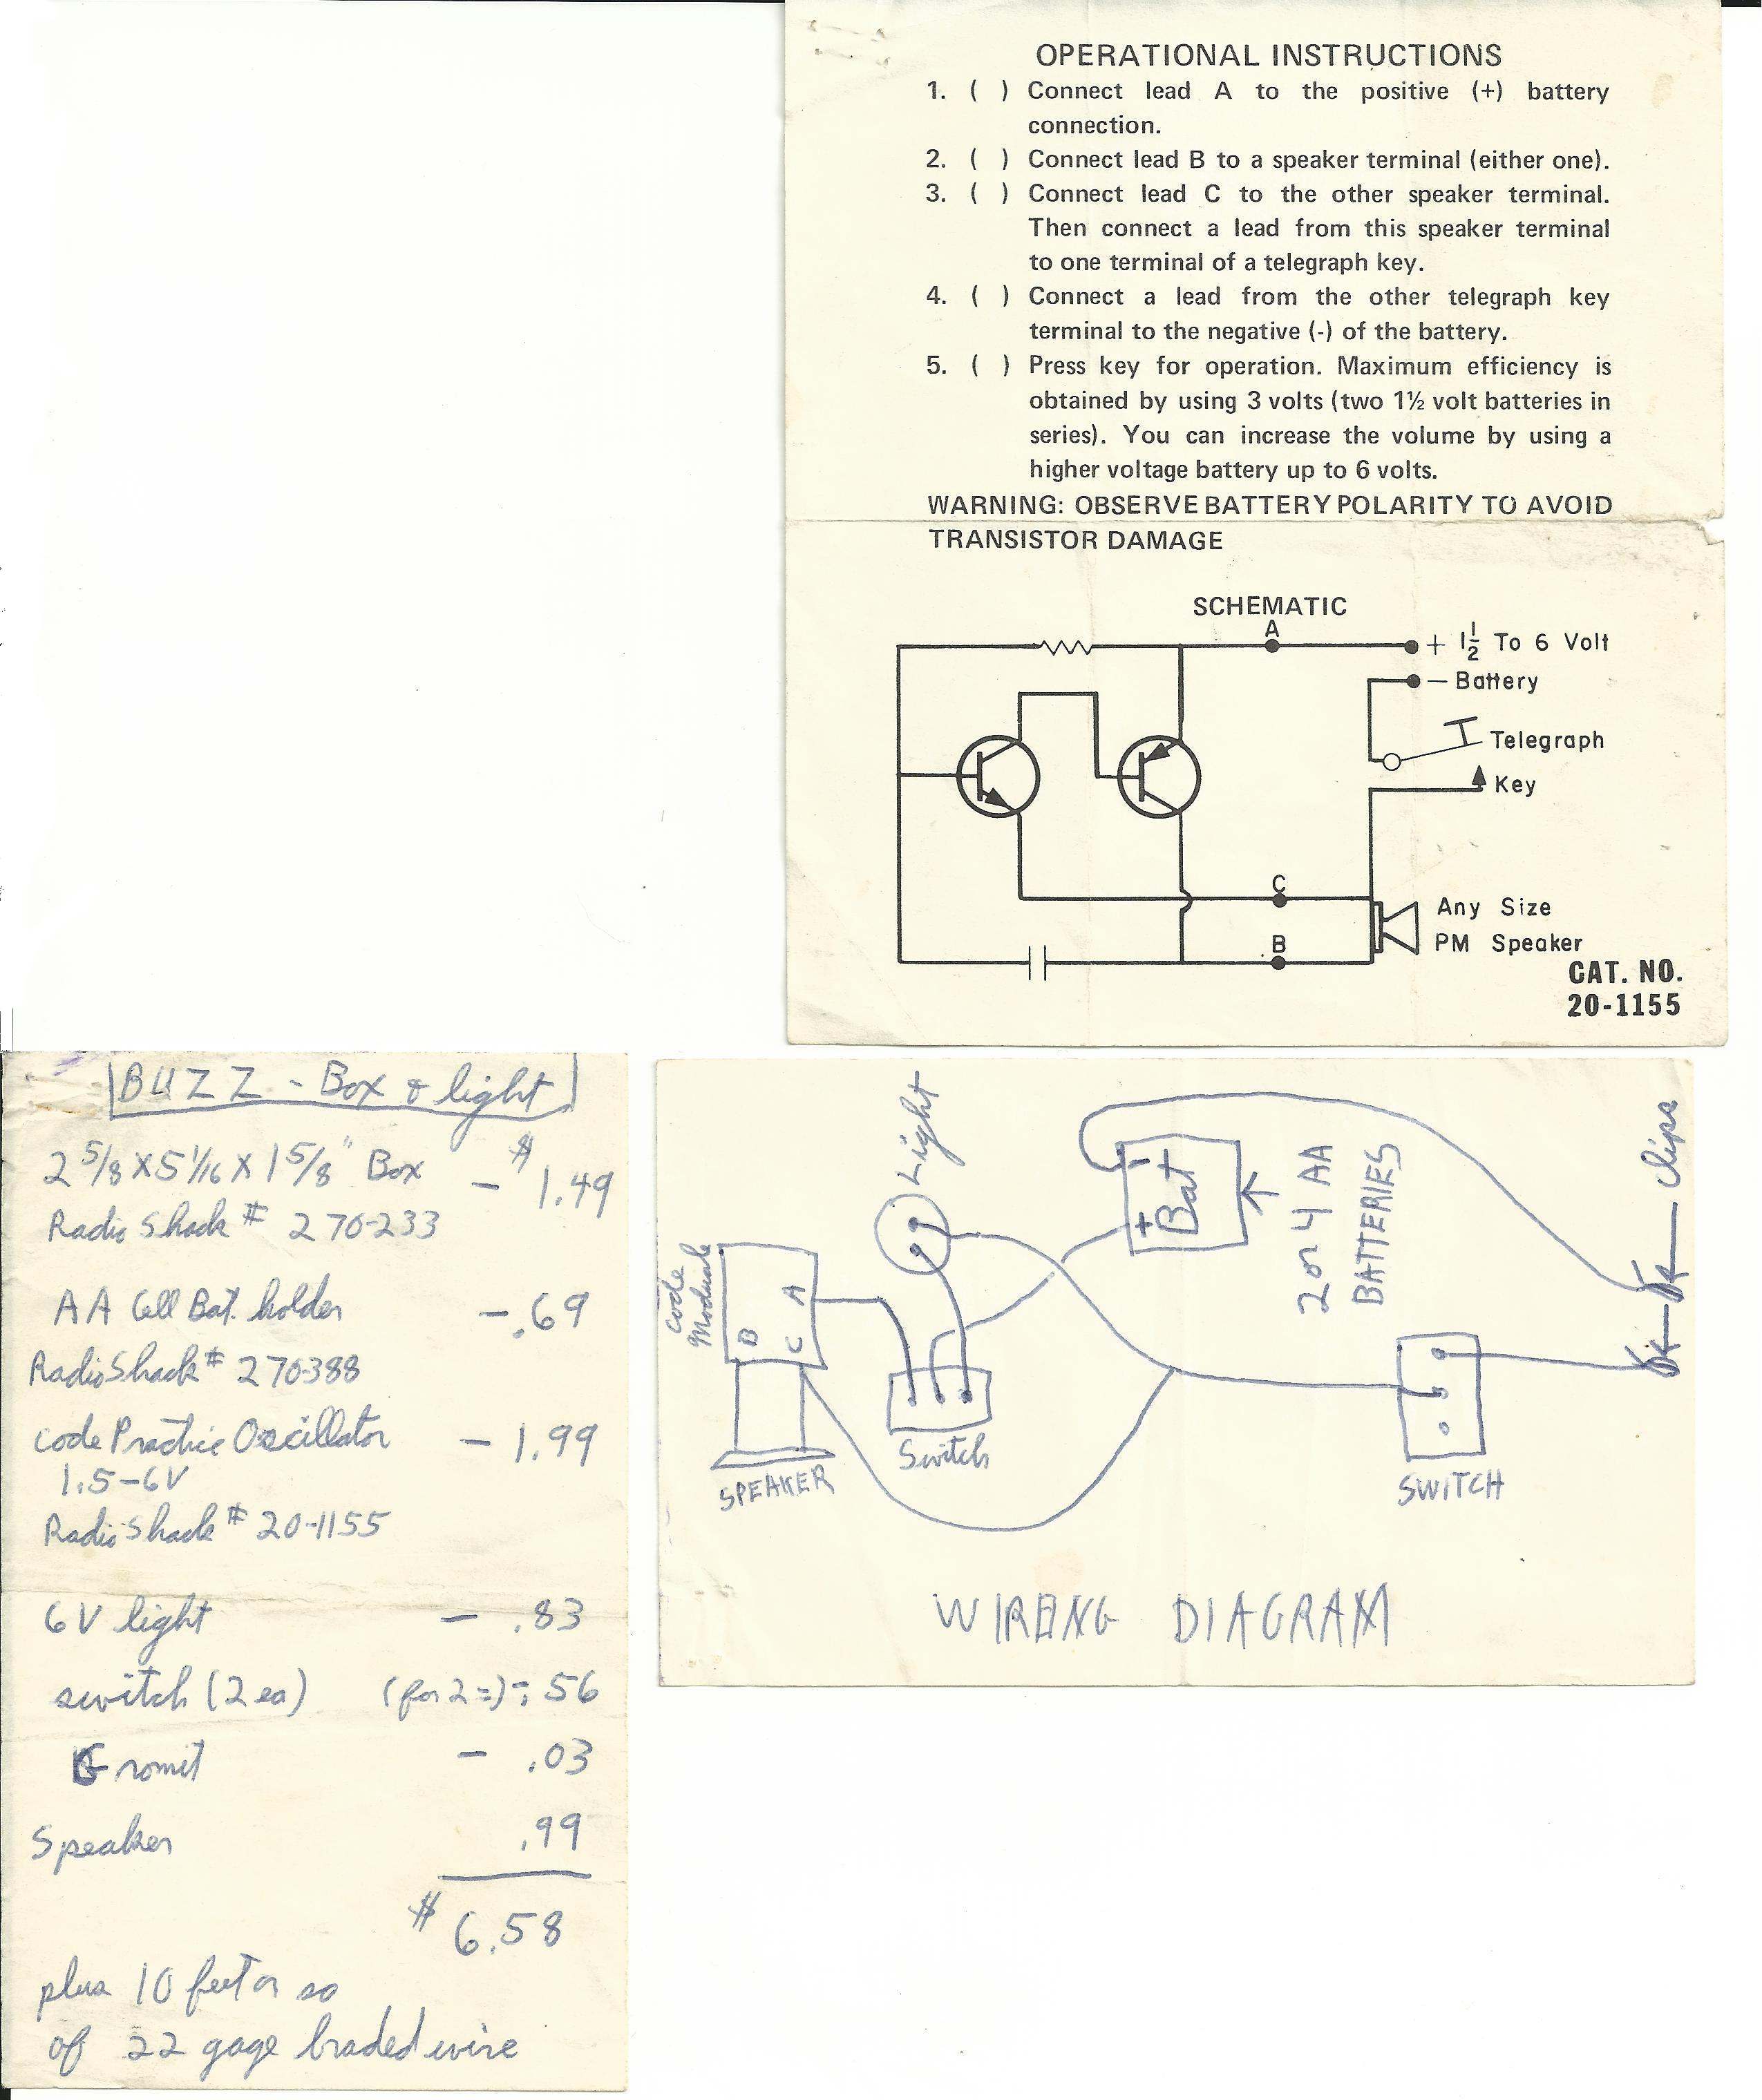 OPERATIONAL INSTRUCTIONS
1. ( ) Connect lead A to the positive (+) battery
connection.
2. ( ) Connect lead B to a speaker terminal (either one).
3. ( ) Connect lead C to the other speaker terminal.
Then connect a lead from this speaker terminal
to one terminal of a telegraph key.
4. ( ) Connect a lead from the other telegraph key
terminal to the negative (-) of the battery.
5. ( ) Press key for operation. Maximum efficiency is
obtained by using 3 volts (two 1½ volt batteries in
series). You can increase the volume by using a
higher voltage battery up to 6 volts.
WARNING: OBSERVE BATTERY POLARITY TO AVOID
TRANSISTOR DAMAGE
SCHEMATIC
A
+ 1½ To 6 Volt
– Battery
Telegraph
Key
C
Any Size
B
PM Speaker
CAT. NO.
20-1155
BUZZ - Box & light
2 5/8 X 5 1/16 X 1 5/8" Box - $1.49
Radio Shack # 270-233
AA Cell Bat. holder - .69
Radio Shack # 270-388
code Practice Oscillator - 1.99
1.5-6V
Radio Shack # 20-1155
6V light - .83
switch (2 ea) (for 2=) - .56
Gromit - .03
Speaker .99
$ 6.58
plus 10 feet or so
of 22 gage braded wire
Light
- Bat +
2 or 4 AA
BATTERIES
Clips
Code
Moduale
A
B
C
SPEAKER
Switch
SWITCH
WIRING DIAGRAM